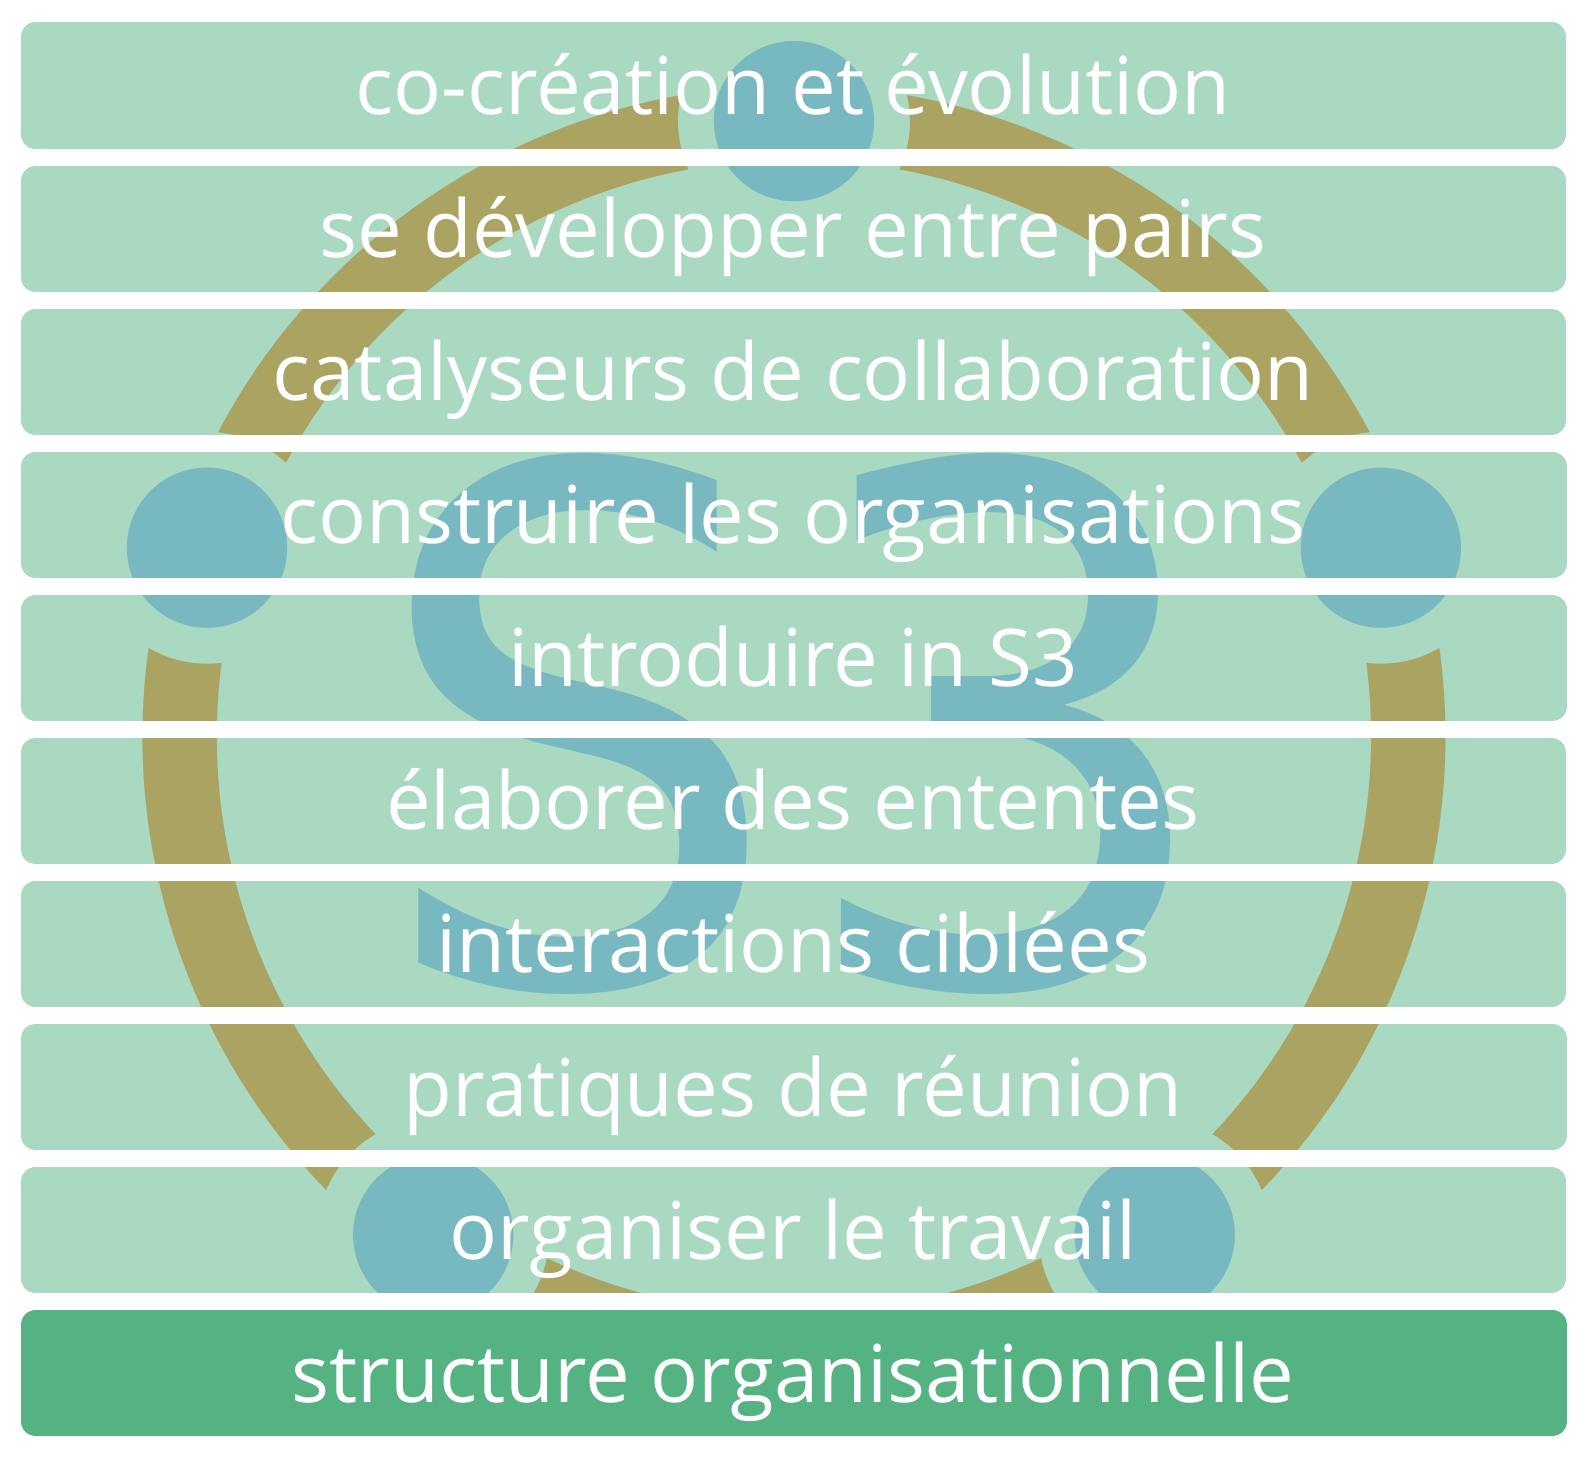 co-création et évolution
se développer entre pairs
catalyseurs de collaboration
construire les organisations
introduire in S3
élaborer des ententes
interactions ciblées
pratiques de réunion
organiser le travail
structure organisationnelle
S3